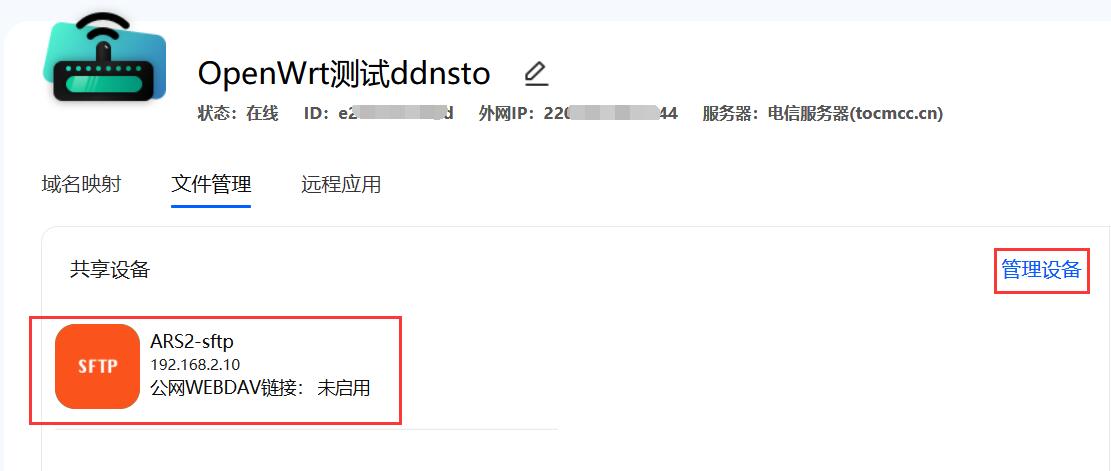 OpenWrt测试ddnsto
状态：在线 ID：e2 d 外网IP：220 44 服务器：电信服务器(tocmcc.cn)
域名映射 文件管理 远程应用
共享设备 管理设备
SFTP
ARS2-sftp
192.168.2.10
公网WEBDAV链接： 未启用